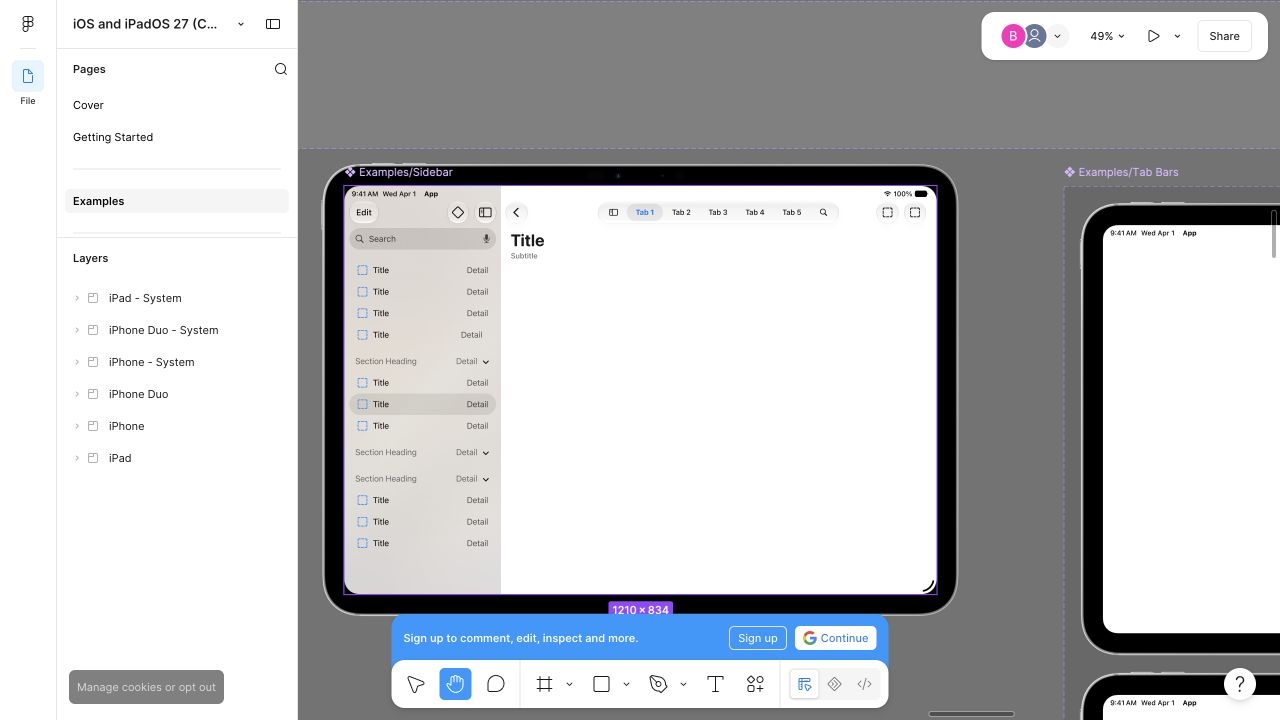 iOS and iPadOS 27 (C...
File
Pages
Cover
Getting Started
Examples
Layers
iPad - System
iPhone Duo - System
iPhone - System
iPhone Duo
iPhone
iPad
Manage cookies or opt out
B
49%
Share
Examples/Sidebar
9:41 AM Wed Apr 1 App
100%
Edit
Tab 1 Tab 2 Tab 3 Tab 4 Tab 5
Search
Title
Subtitle
Title Detail
Title Detail
Title Detail
Title Detail
Section Heading Detail
Title Detail
Title Detail
Title Detail
Section Heading Detail
Section Heading Detail
Title Detail
Title Detail
Title Detail
1210 × 834
Examples/Tab Bars
9:41 AM Wed Apr 1 App
9:41 AM Wed Apr 1 App
Sign up to comment, edit, inspect and more.
Sign up
Continue
?